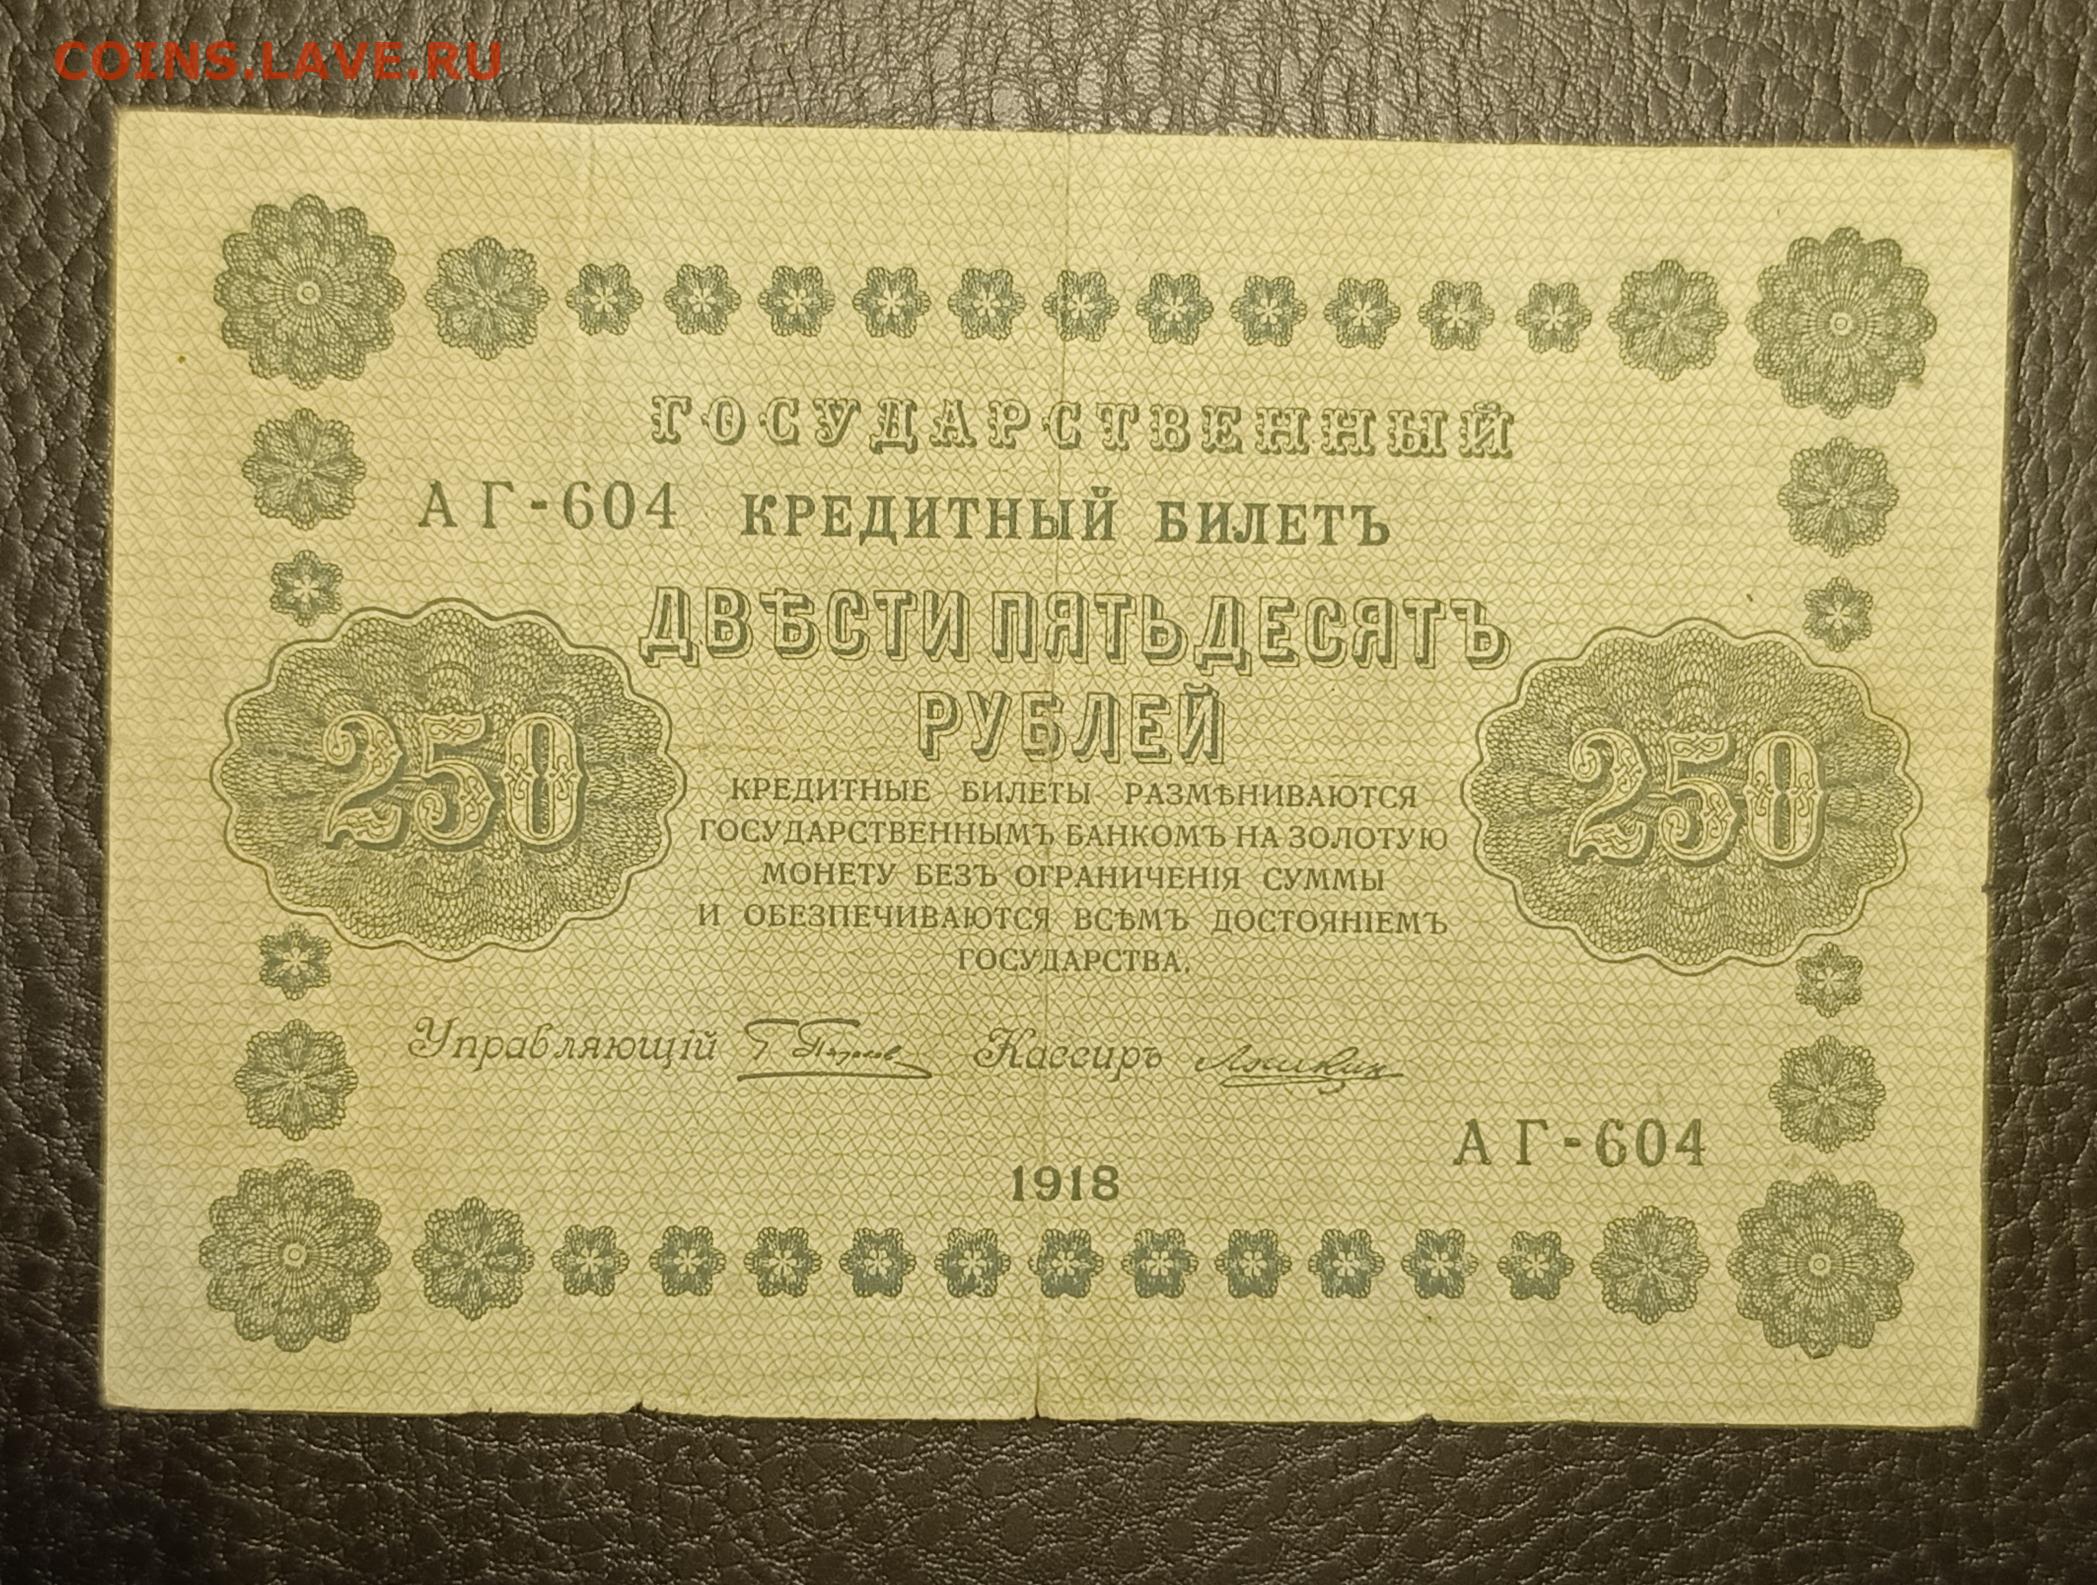 COINS.LAVE.RU
ГОСУДАРСТВЕННЫЙ
АГ-604 КРЕДИТНЫЙ БИЛЕТЪ
ДВѢСТИ ПЯТЬДЕСЯТЪ
РУБЛЕЙ
250
250
КРЕДИТНЫЕ БИЛЕТЫ РАЗМѢНИВАЮТСЯ
ГОСУДАРСТВЕННЫМЪ БАНКОМЪ НА ЗОЛОТУЮ
МОНЕТУ БЕЗЪ ОГРАНИЧЕНІЯ СУММЫ
И ОБЕЗПЕЧИВАЮТСЯ ВСѢМЪ ДОСТОЯНІЕМЪ
ГОСУДАРСТВА.
Управляющій Кассиръ
АГ-604
1918